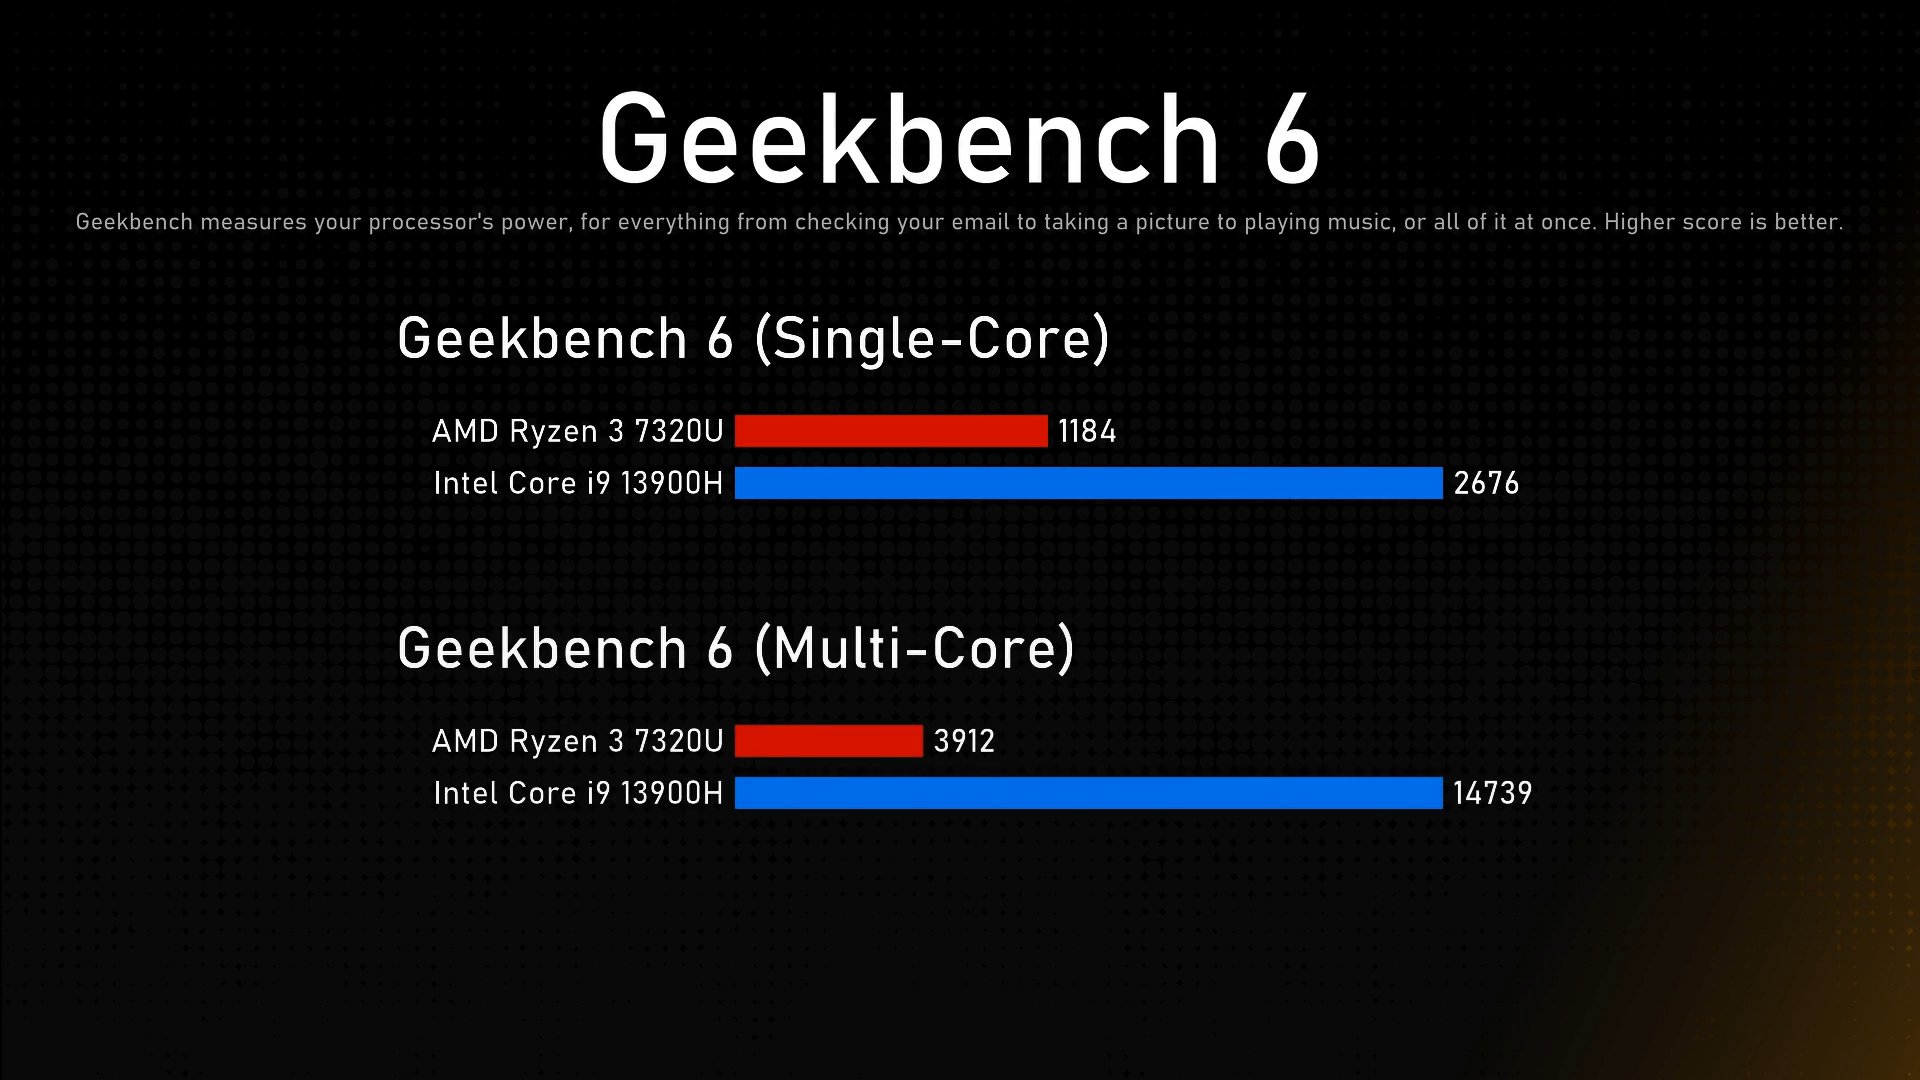 Geekbench 6
Geekbench measures your processor's power, for everything from checking your email to taking a picture to playing music, or all of it at once. Higher score is better.
Geekbench 6 (Single-Core)
AMD Ryzen 3 7320U 1184
Intel Core i9 13900H 2676
Geekbench 6 (Multi-Core)
AMD Ryzen 3 7320U 3912
Intel Core i9 13900H 14739